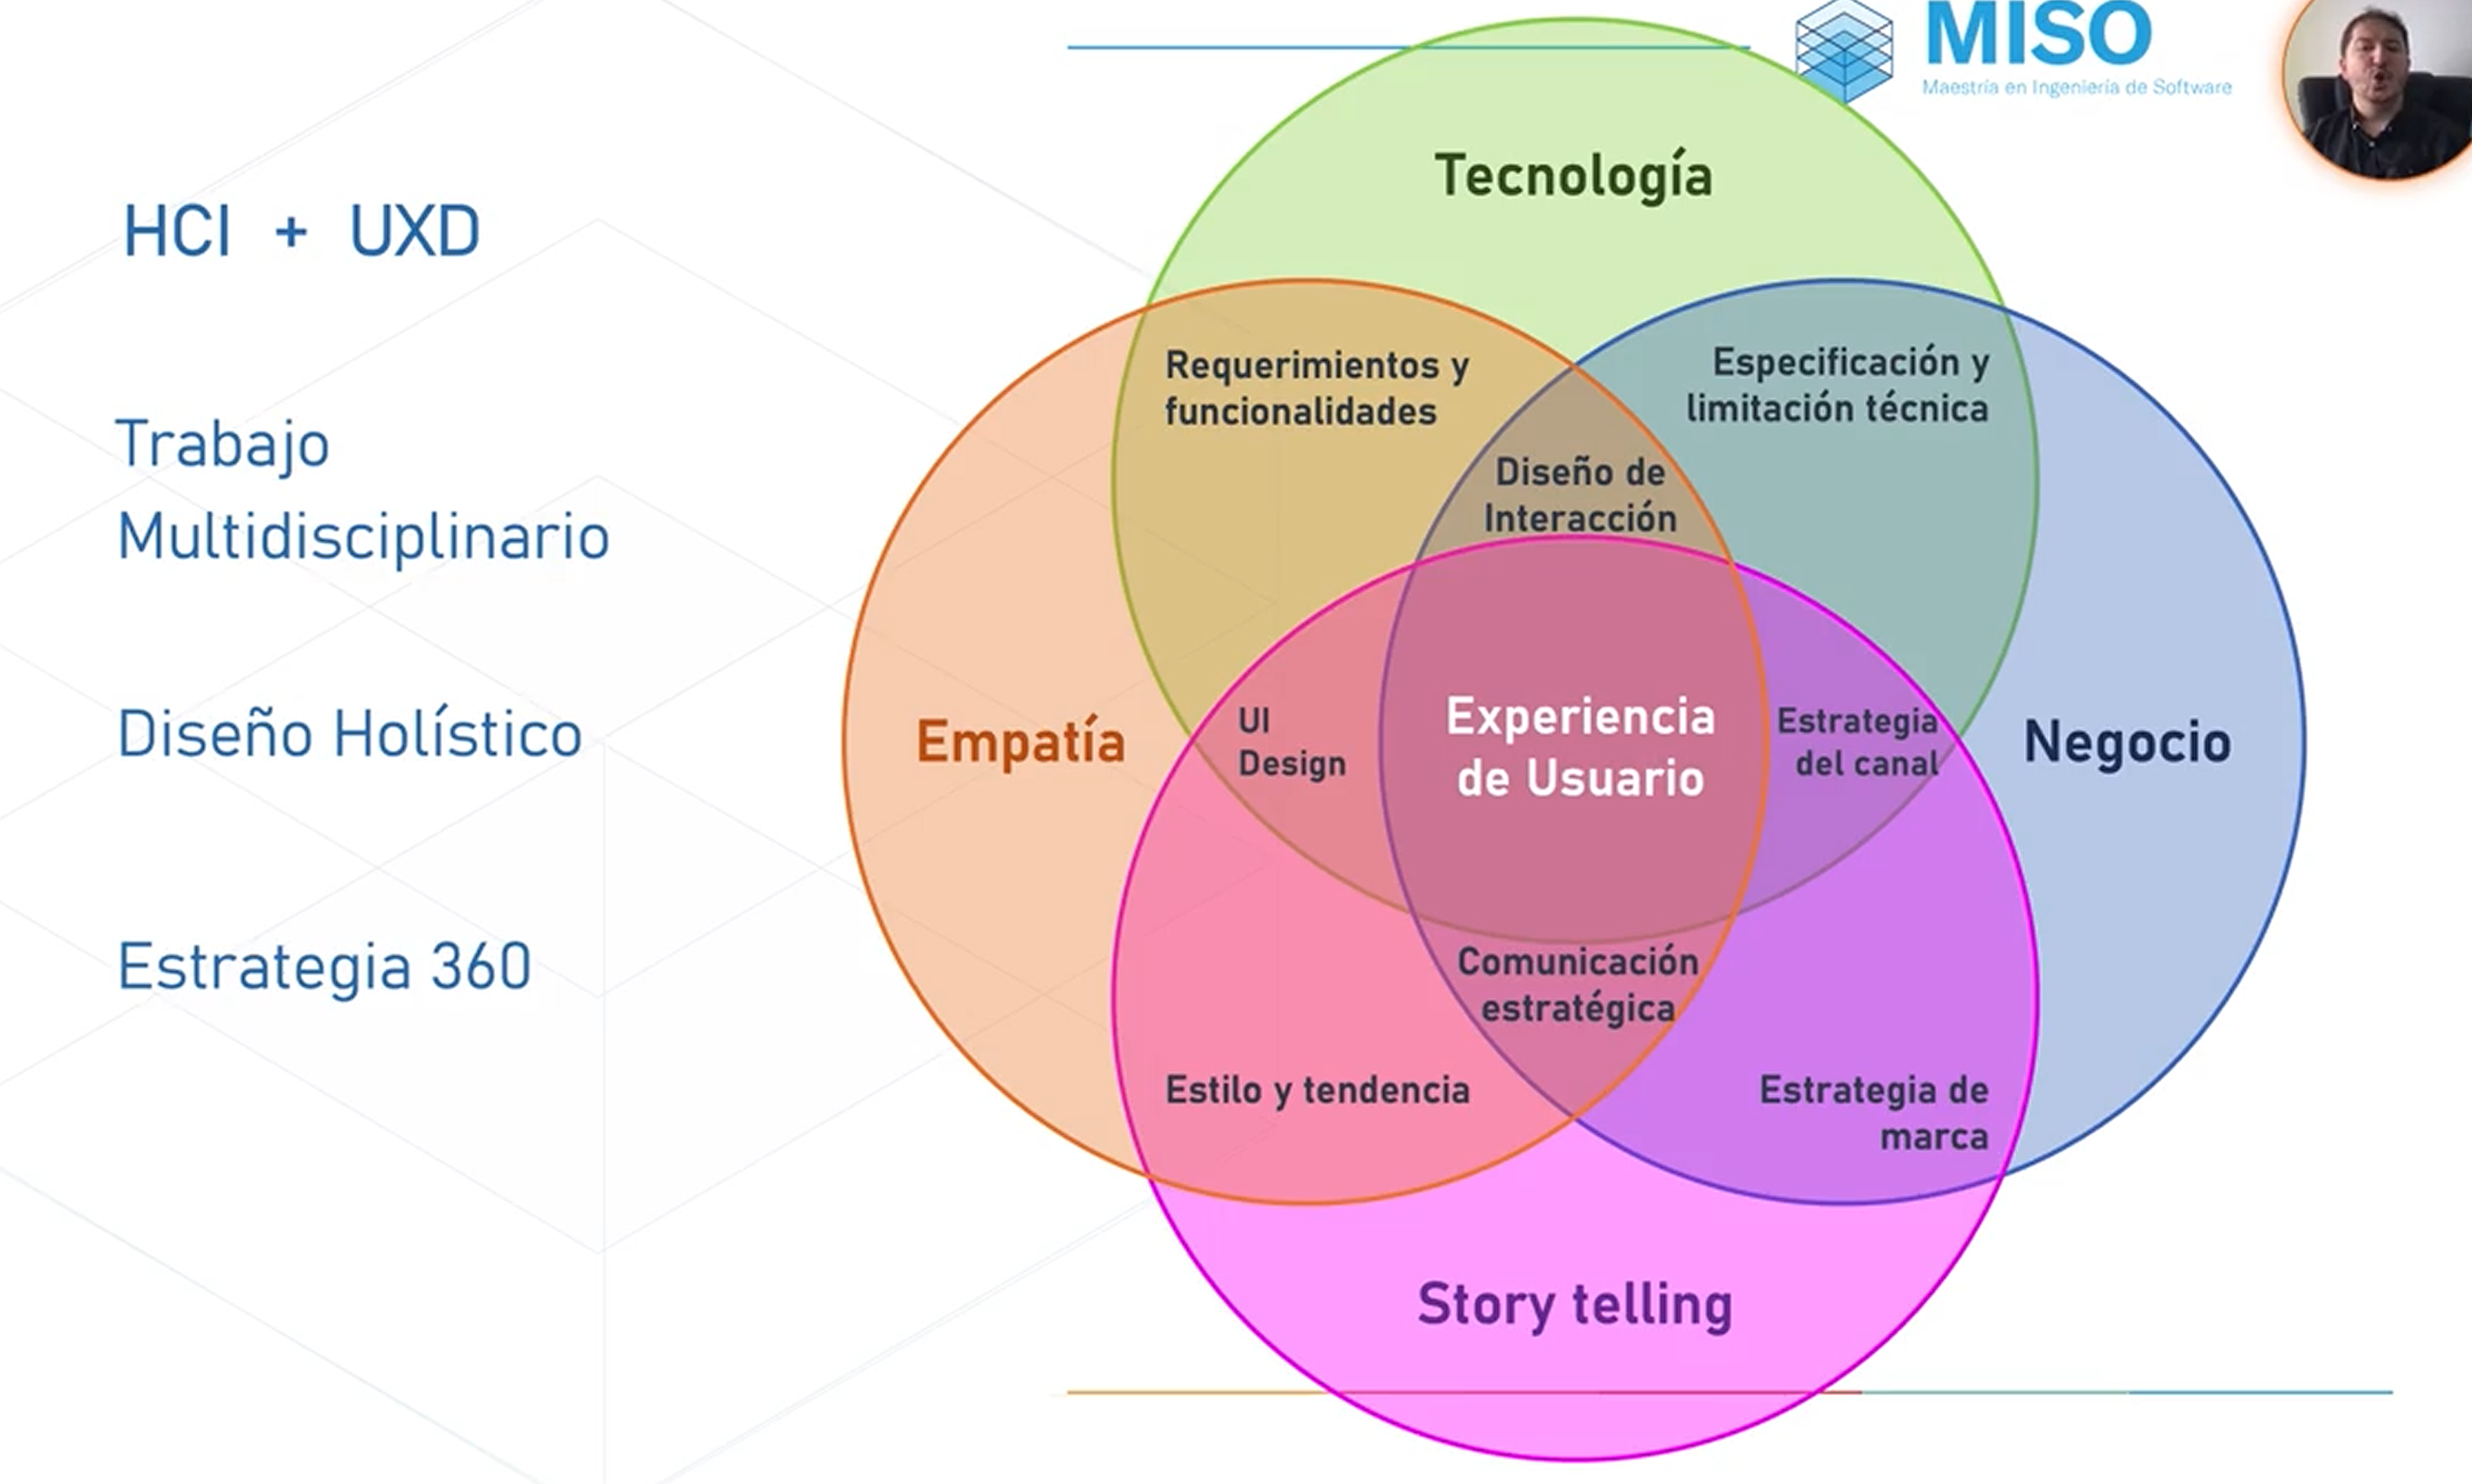 MISO
Maestría en Ingeniería de Software
HCI + UXD
Trabajo
Multidisciplinario
Diseño Holístico
Estrategia 360
Tecnología
Requerimientos y
funcionalidades
Especificación y
limitación técnica
Diseño de
Interacción
Empatía
UI
Design
Experiencia
de Usuario
Estrategia
del canal
Negocio
Comunicación
estratégica
Estilo y tendencia
Estrategia de
marca
Story telling